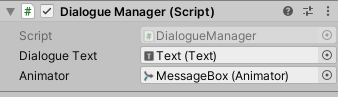 Dialogue Manager (Script)
Script DialogueManager
Dialogue Text Text (Text)
Animator MessageBox (Animator)